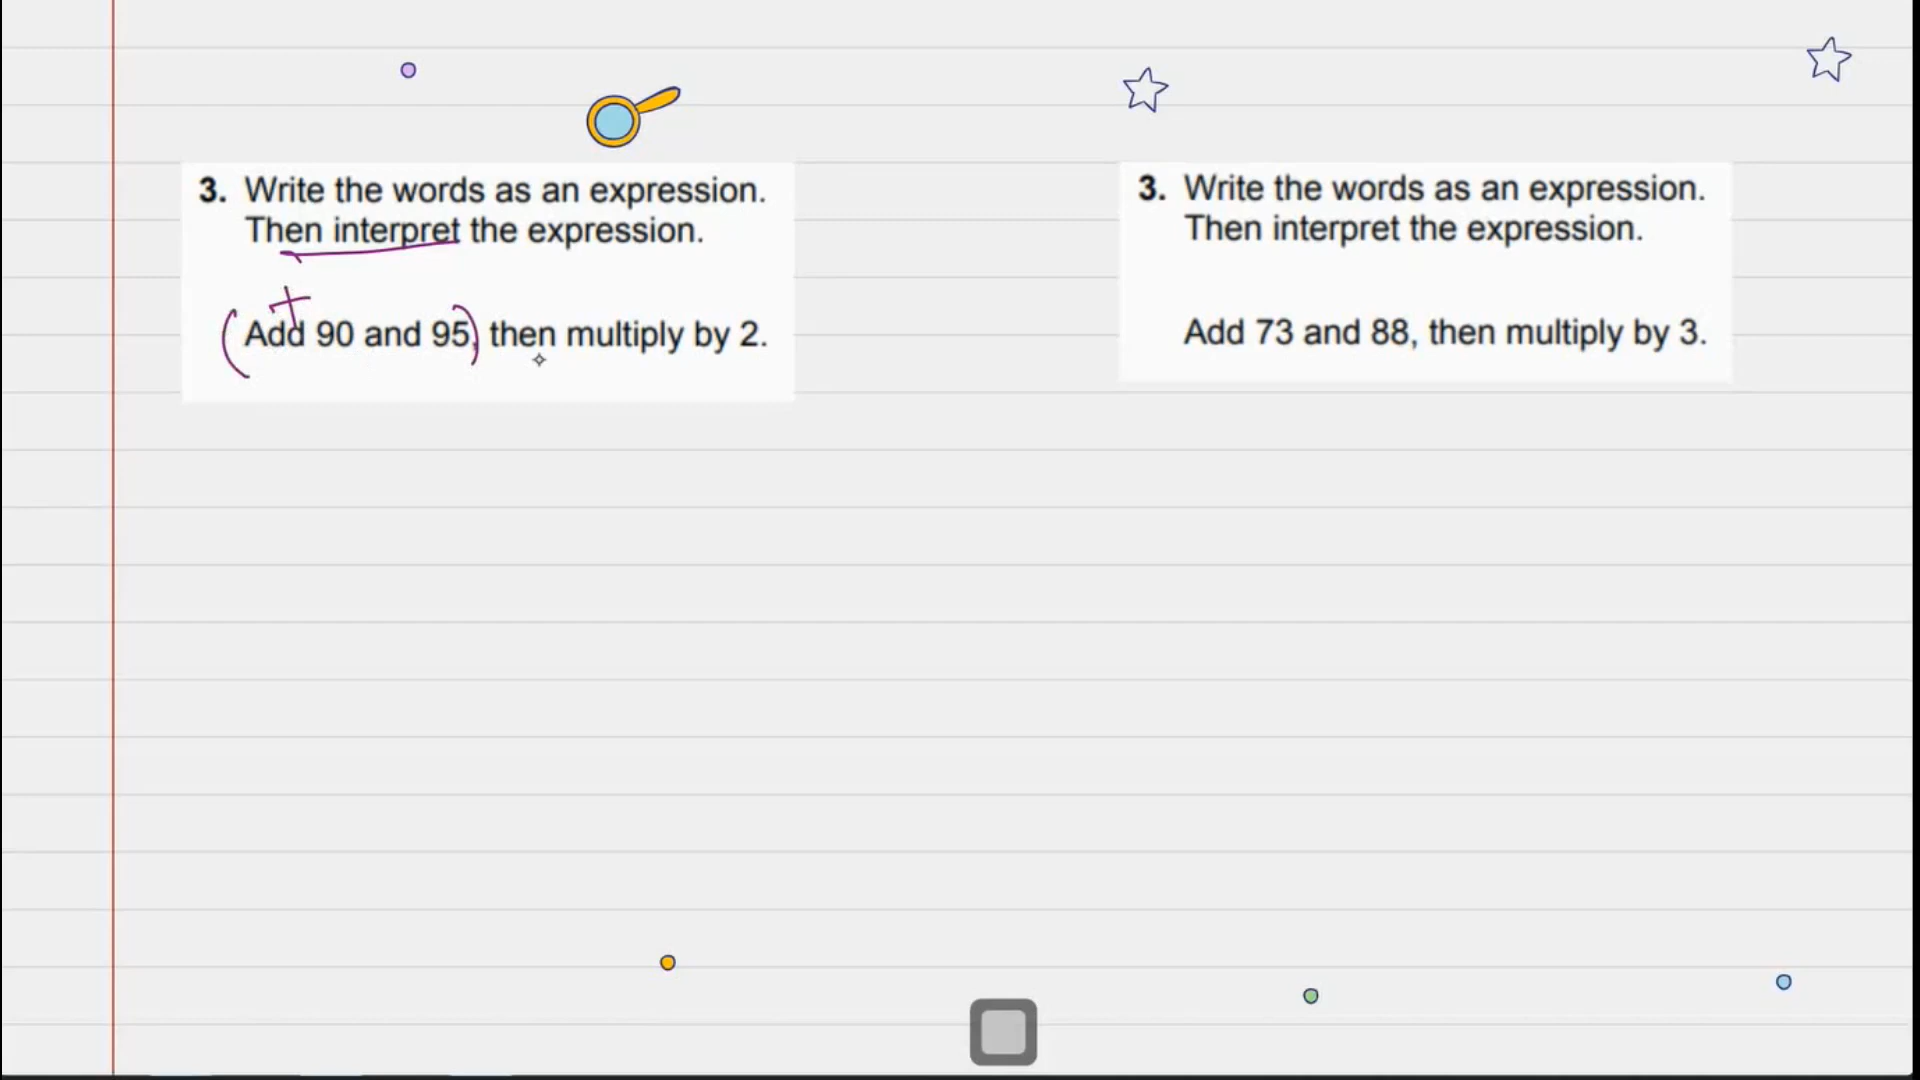 3. Write the words as an expression.
Then interpret the expression.
+
(Add 90 and 95,) then multiply by 2.
3. Write the words as an expression.
Then interpret the expression.
Add 73 and 88, then multiply by 3.